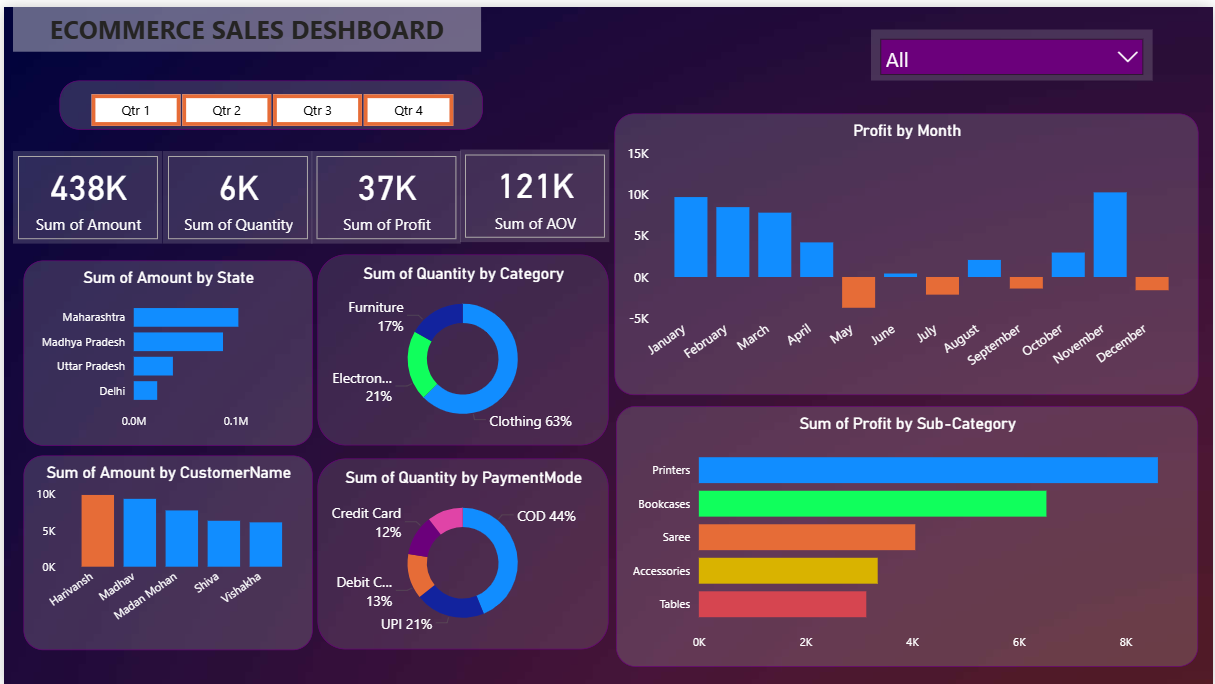 ECOMMERCE SALES DESHBOARD
All
Qtr 1
Qtr 2
Qtr 3
Qtr 4
438K
Sum of Amount
6K
Sum of Quantity
37K
Sum of Profit
121K
Sum of AOV
Profit by Month
15K
10K
5K
0K
-5K
January
February
March
April
May
June
July
August
September
October
November
December
Sum of Amount by State
Maharashtra
Madhya Pradesh
Uttar Pradesh
Delhi
0.0M
0.1M
Sum of Quantity by Category
Furniture
17%
Electron...
21%
Clothing 63%
Sum of Profit by Sub-Category
Printers
Bookcases
Saree
Accessories
Tables
0K
2K
4K
6K
8K
Sum of Amount by CustomerName
10K
5K
0K
Harivansh
Madhav
Madan Mohan
Shiva
Vishakha
Sum of Quantity by PaymentMode
Credit Card
12%
COD 44%
Debit C...
13%
UPI 21%